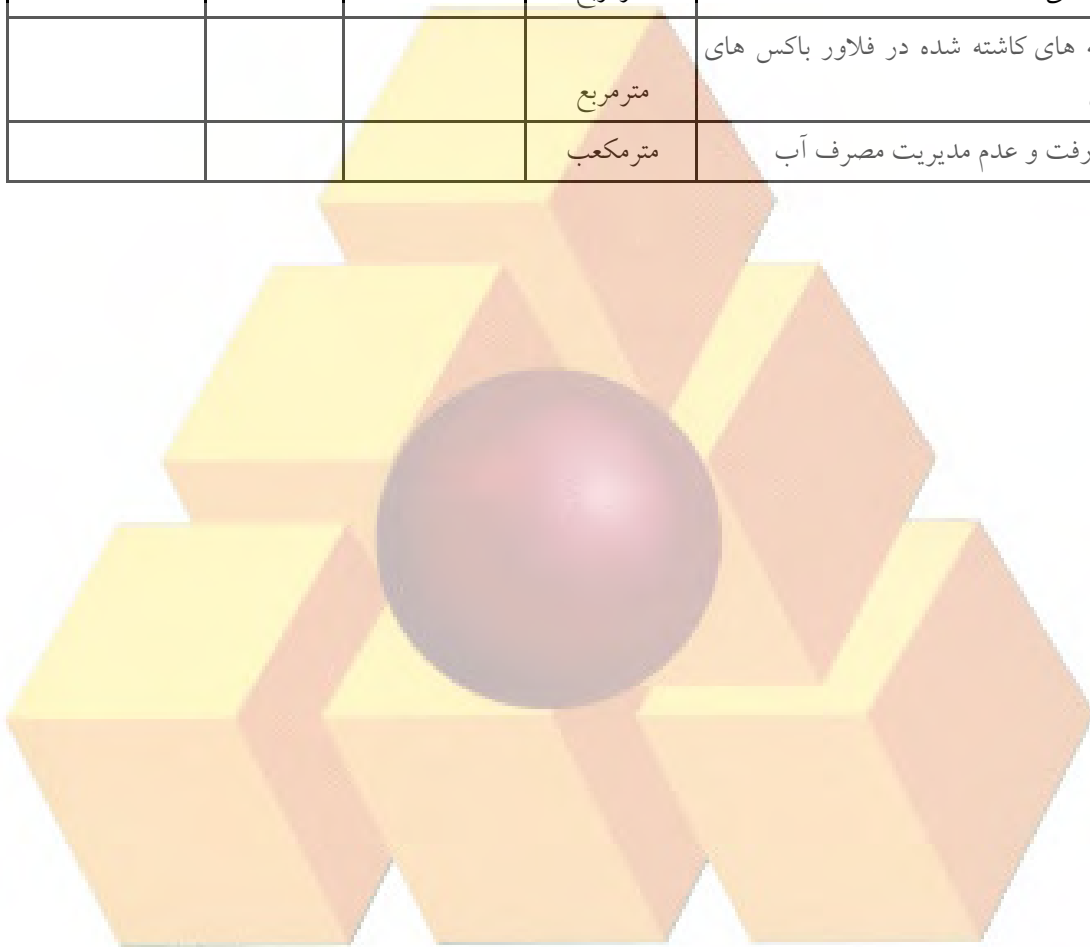 های کاشته شده در فلاور باکس های
مترمربع
رفت و عدم مدیریت مصرف آب
مترمکعب